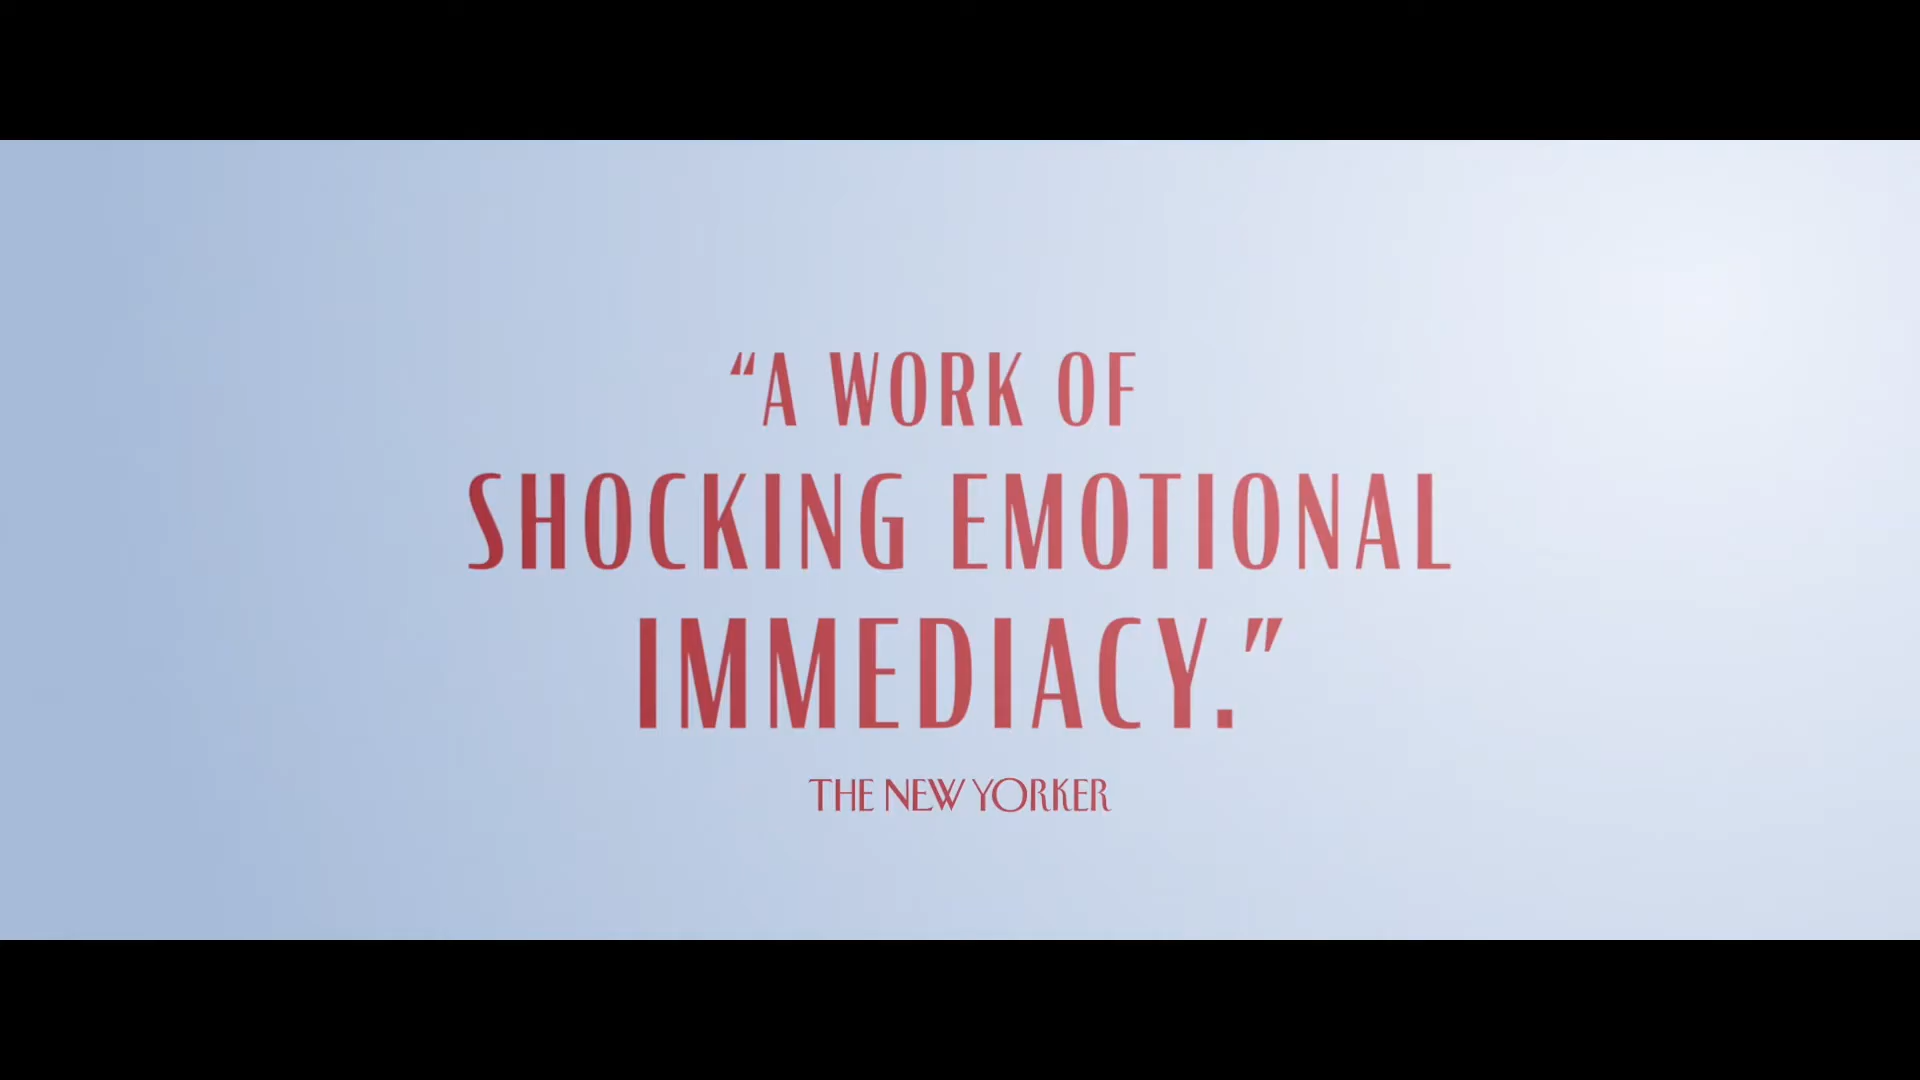 “A WORK OF
SHOCKING EMOTIONAL
IMMEDIACY.”
THE NEW YORKER